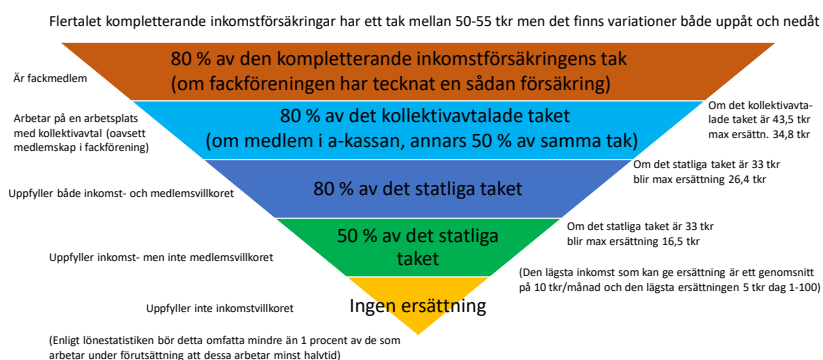 Flertalet kompletterande inkomstförsäkringar har ett tak mellan 50-55 tkr men det finns variationer både uppåt och nedåt
Är fackmedlem
80 % av den kompletterande inkomstförsäkringens tak
(om fackföreningen har tecknat en sådan försäkring)
Arbetar på en arbetsplats
med kollektivavtal (oavsett
medlemskap i fackförening)
80 % av det kollektivavtalade taket
(om medlem i a-kassan, annars 50 % av samma tak)
Om det kollektivavta-
lade taket är 43,5 tkr
max ersättn. 34,8 tkr
Uppfyller både inkomst- och medlemsvillkoret
80 % av det statliga taket
Om det statliga taket är 33 tkr
blir max ersättning 26,4 tkr
Uppfyller inkomst- men inte medlemsvillkoret
50 % av det statliga
taket
Om det statliga taket är 33 tkr
blir max ersättning 16,5 tkr
(Den lägsta inkomst som kan ge ersättning är ett genomsnitt
på 10 tkr/månad och den lägsta ersättningen 5 tkr dag 1-100)
Uppfyller inte inkomstvillkoret
Ingen ersättning
(Enligt lönestatistiken bör detta omfatta mindre än 1 procent av de som
arbetar under förutsättning att dessa arbetar minst halvtid)